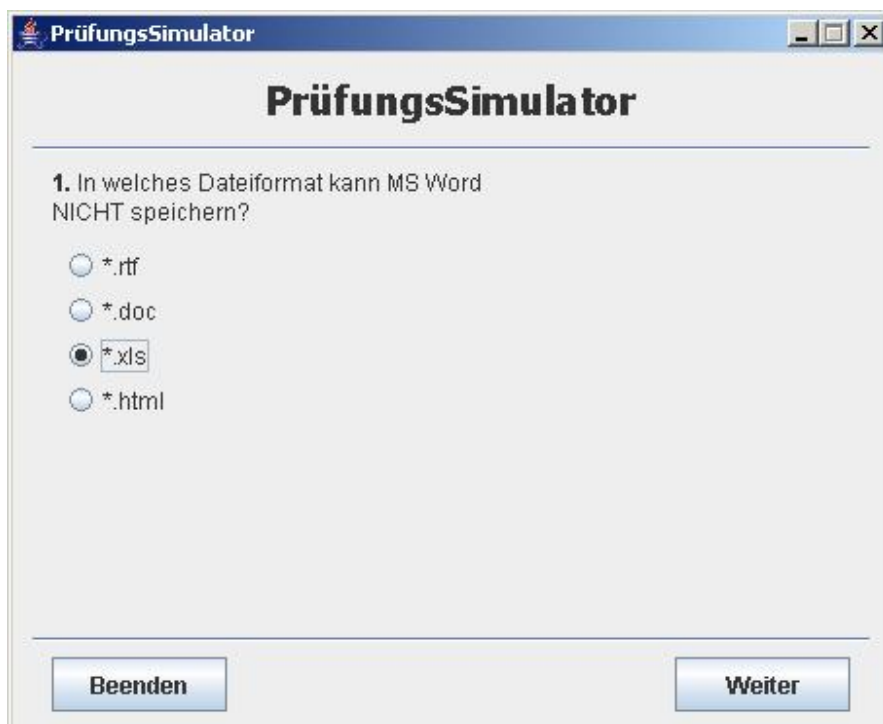 PrüfungsSimulator
PrüfungsSimulator
1. In welches Dateiformat kann MS Word
NICHT speichern?
*.rtf
*.doc
*.xls
*.html
Beenden
Weiter